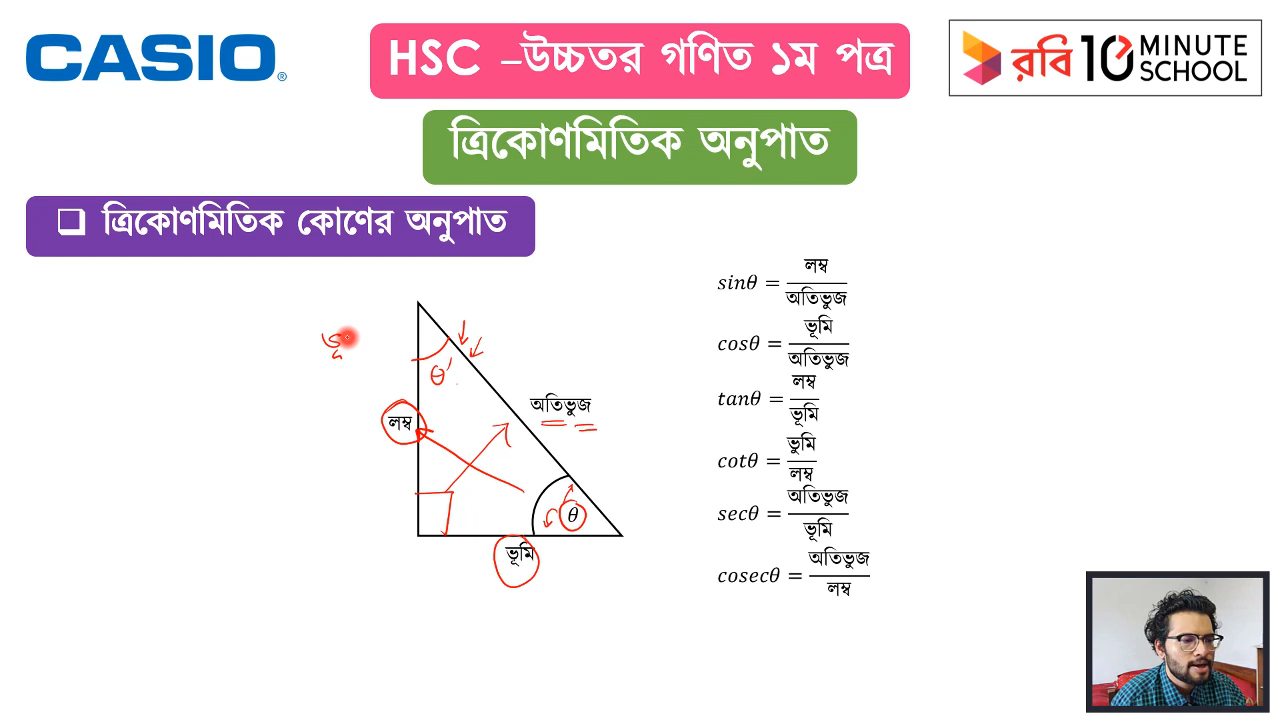 CASIO®
HSC –উচ্চতর গণিত ১ম পত্র
রবি 10 MINUTE SCHOOL
ত্রিকোণমিতিক অনুপাত
❑ ত্রিকোণমিতিক কোণের অনুপাত
ভূ
θ'
লম্ব
অতিভুজ
θ
ভূমি
sinθ = লম্ব / অতিভুজ
cosθ = ভূমি / অতিভুজ
tanθ = লম্ব / ভূমি
cotθ = ভুমি / লম্ব
secθ = অতিভুজ / ভূমি
cosecθ = অতিভুজ / লম্ব